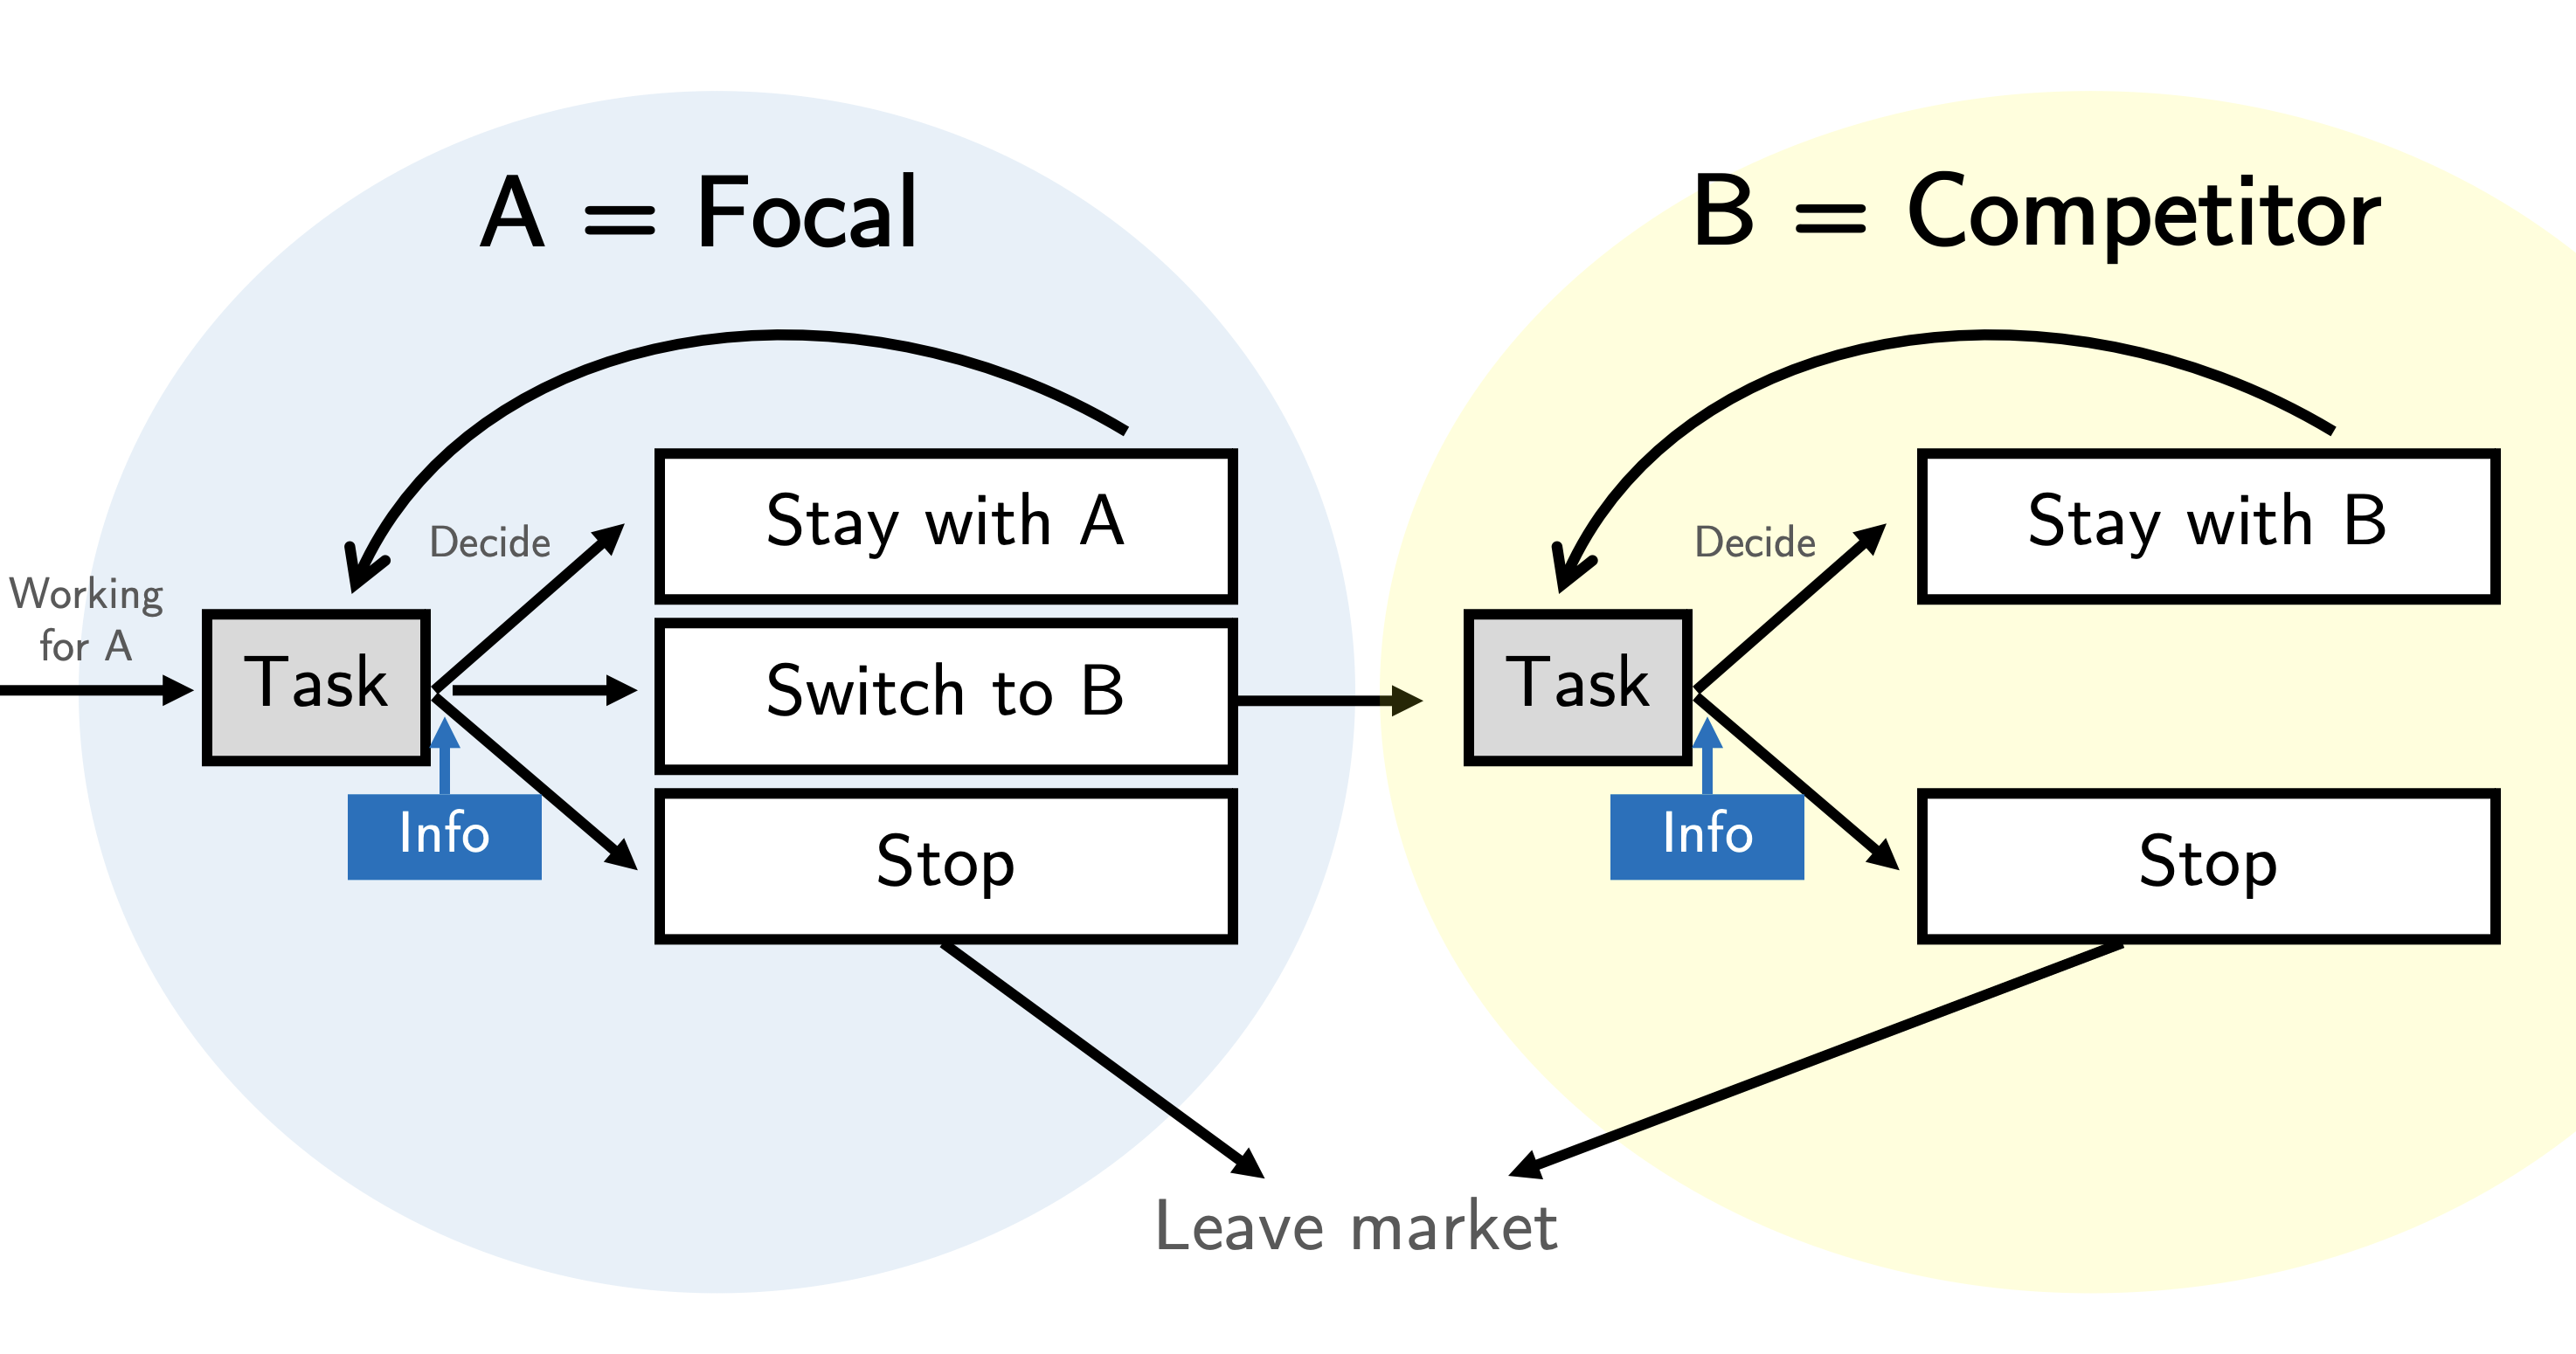 A = Focal
B = Competitor
Working
for A
Task
Decide
Stay with A
Switch to B
Stop
Info
Task
Decide
Stay with B
Stop
Info
Leave market